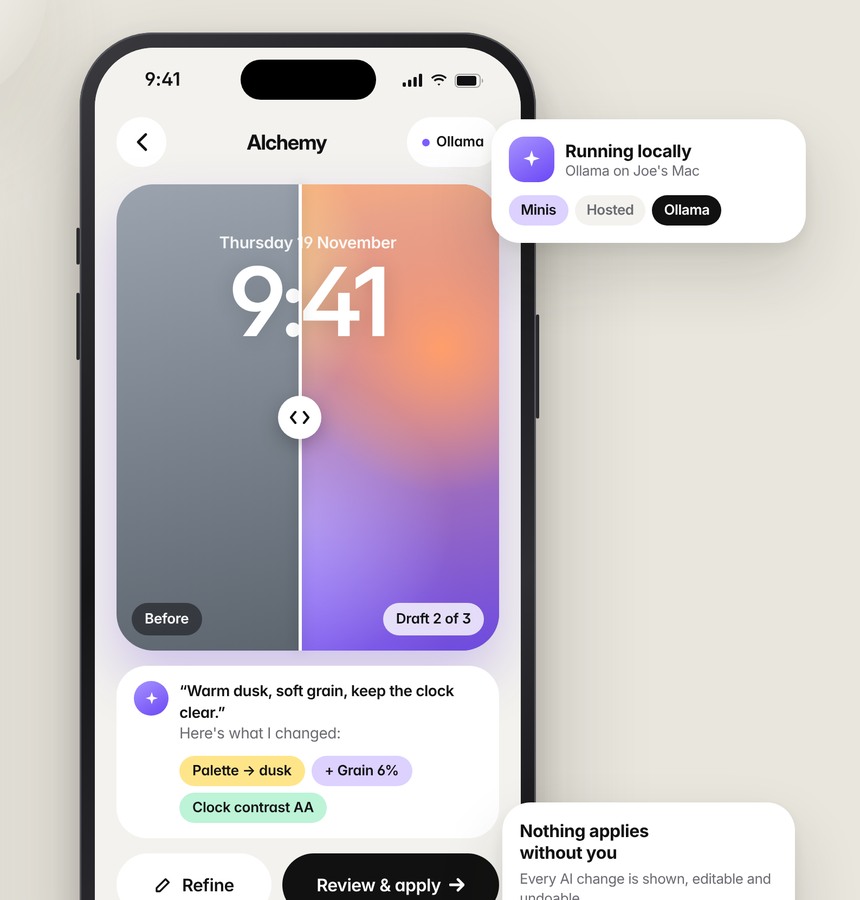 9:41
Alchemy
Ollama
Running locally
Ollama on Joe's Mac
Minis
Hosted
Ollama
Thursday 19 November
9:41
Before
Draft 2 of 3
“Warm dusk, soft grain, keep the clock
clear.”
Here's what I changed:
Palette → dusk
+ Grain 6%
Clock contrast AA
Refine
Review & apply →
Nothing applies
without you
Every AI change is shown, editable and
undoable